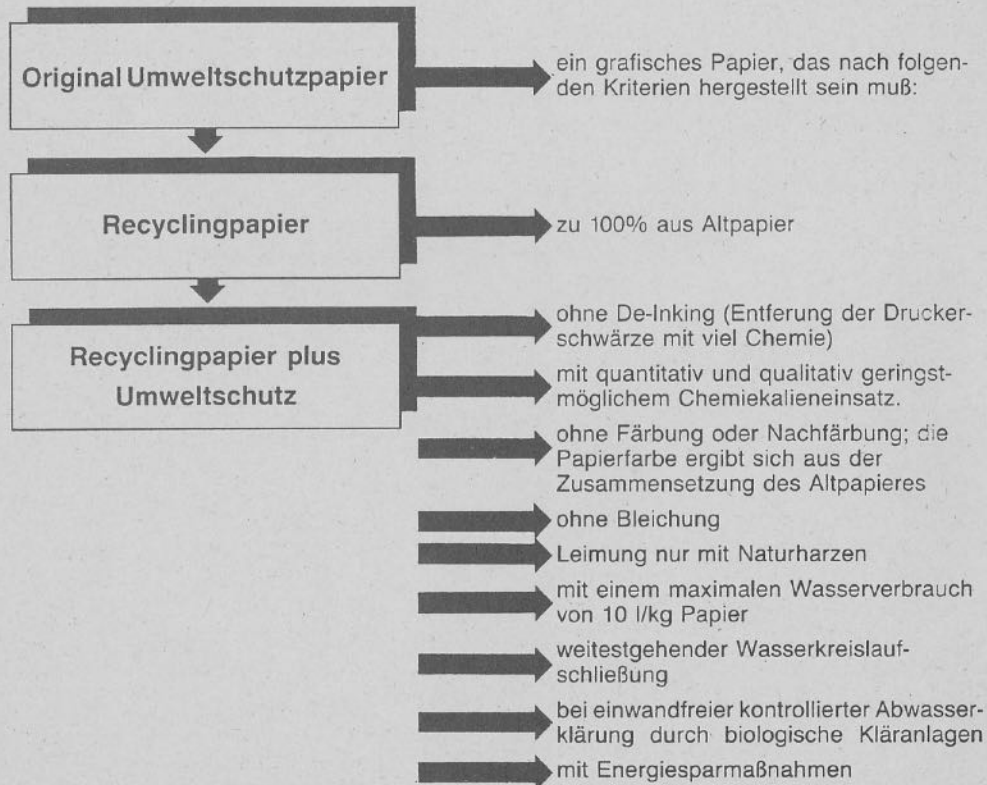 Original Umweltschutzpapier
ein grafisches Papier, das nach folgen-
den Kriterien hergestellt sein muß:
Recyclingpapier
zu 100% aus Altpapier
Recyclingpapier plus
Umweltschutz
ohne De-Inking (Entferung der Drucker-
schwärze mit viel Chemie)
mit quantitativ und qualitativ geringst-
möglichem Chemiekalieneinsatz.
ohne Färbung oder Nachfärbung; die
Papierfarbe ergibt sich aus der
Zusammensetzung des Altpapieres
ohne Bleichung
Leimung nur mit Naturharzen
mit einem maximalen Wasserverbrauch
von 10 l/kg Papier
weitestgehender Wasserkreislauf-
schließung
bei einwandfreier kontrollierter Abwasser-
klärung durch biologische Kläranlagen
mit Energiesparmaßnahmen